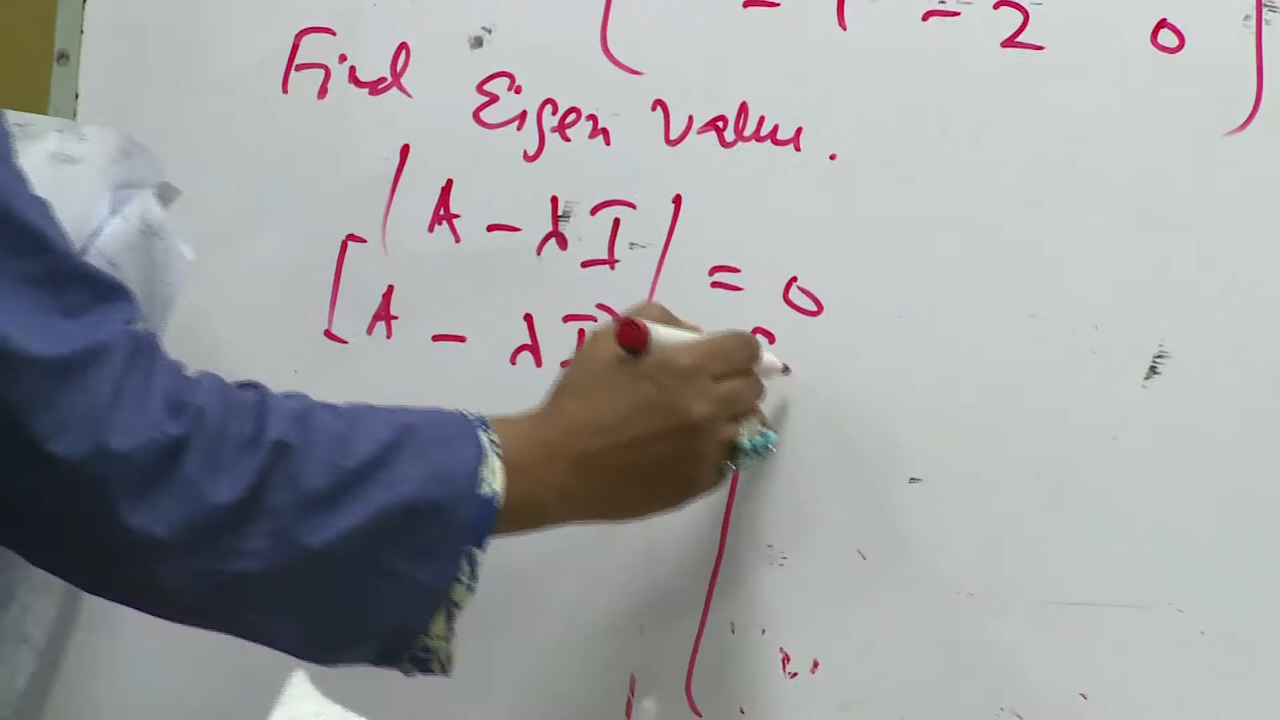 - 1 - 2 0
Find Eigen value.
| A - λI | = 0
[A - λI